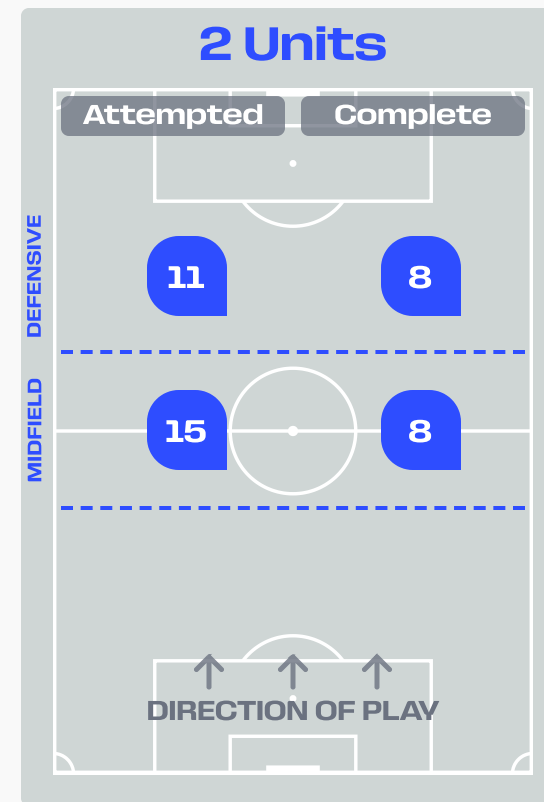 2 Units
Attempted Complete
DEFENSIVE
11 8
MIDFIELD
15 8
DIRECTION OF PLAY